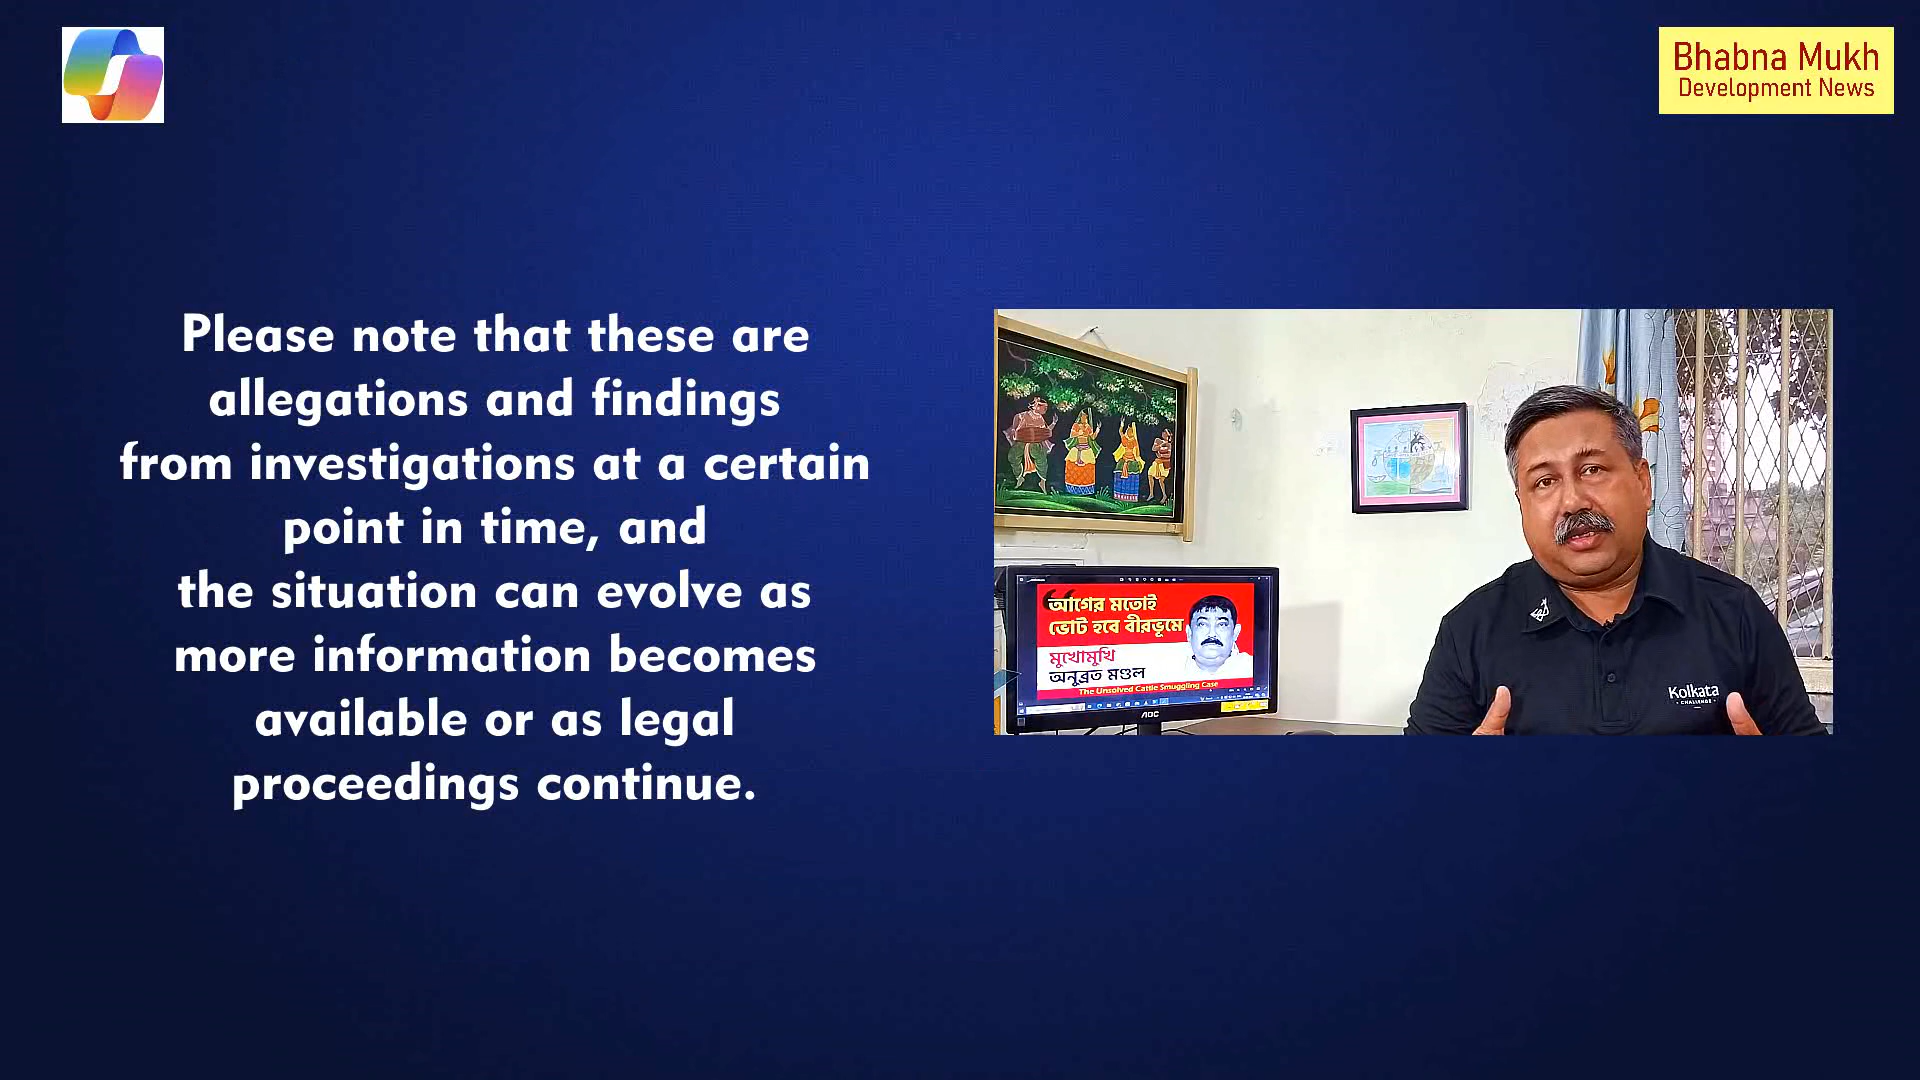 Bhabna Mukh
Development News
Please note that these are
allegations and findings
from investigations at a certain
point in time, and
the situation can evolve as
more information becomes
available or as legal
proceedings continue.
আগের মতোই
ভোট হবে বীরভূমে
মুখোমুখি
অনুব্রত মণ্ডল
The Unsolved Cattle Smuggling Case
AOC
Kolkata
CHALLENGE